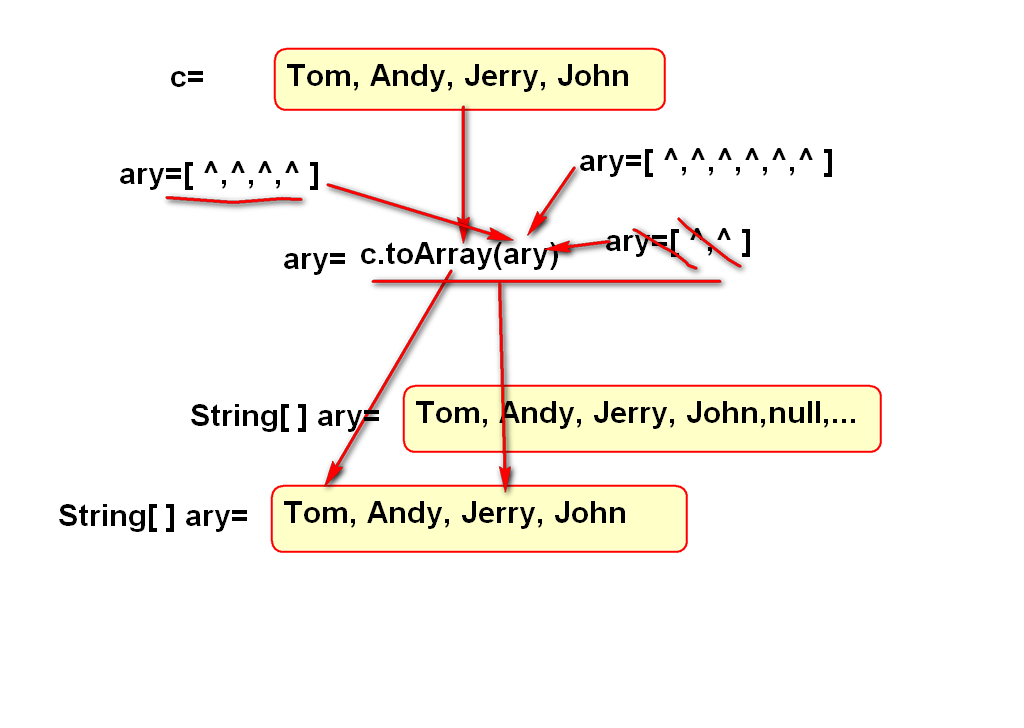 c= Tom, Andy, Jerry, John
ary=[ ^,^,^,^ ]
ary=[ ^,^,^,^,^,^ ]
ary= c.toArray(ary)
ary=[ ^,^ ]
String[ ] ary= Tom, Andy, Jerry, John,null,...
String[ ] ary= Tom, Andy, Jerry, John